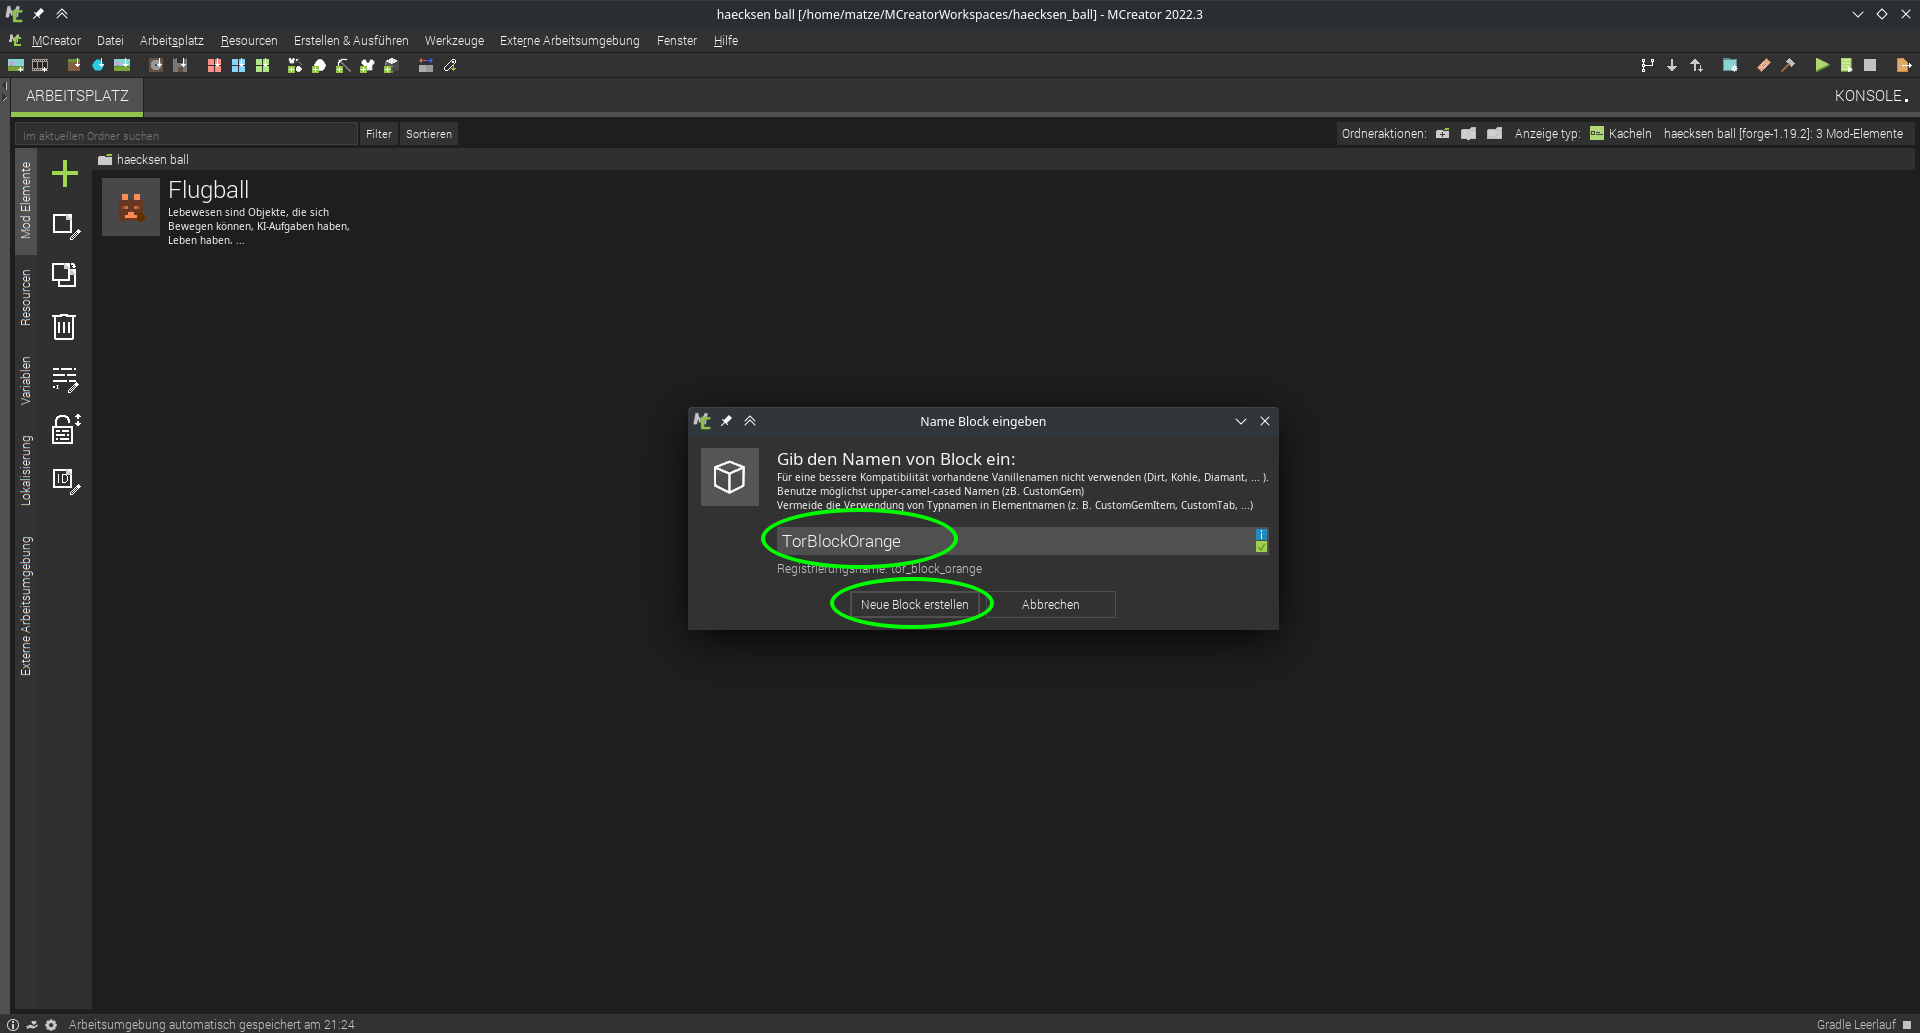 haecksen ball [/home/matze/MCreatorWorkspaces/haecksen_ball] - MCreator 2022.3
MCreator Datei Arbeitsplatz Resourcen Erstellen & Ausführen Werkzeuge Externe Arbeitsumgebung Fenster Hilfe
ARBEITSPLATZ
KONSOLE
Im aktuellen Ordner suchen
Filter
Sortieren
Ordneraktionen:
Anzeige typ: Kacheln
haecksen ball [forge-1.19.2]: 3 Mod-Elemente
haecksen ball
Mod Elemente
Resourcen
Variablen
Lokalisierung
Externe Arbeitsumgebung
ID
Flugball
Lebewesen sind Objekte, die sich
Bewegen können, KI-Aufgaben haben,
Leben haben. ...
Name Block eingeben
Gib den Namen von Block ein:
Für eine bessere Kompatibilität vorhandene Vanillenamen nicht verwenden (Dirt, Kohle, Diamant, ... ).
Benutze möglichst upper-camel-cased Namen (zB. CustomGem)
Vermeide die Verwendung von Typnamen in Elementnamen (z. B. CustomGemItem, CustomTab, ...)
TorBlockOrange
Registrierungsname: tor_block_orange
Neue Block erstellen
Abbrechen
Arbeitsumgebung automatisch gespeichert am 21:24
Gradle Leerlauf